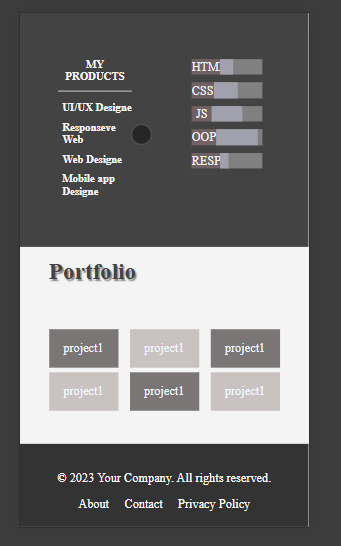 MY
PRODUCTS
UI/UX Designe
Responseve
Web
Web Designe
Mobile app
Designe
HTM
CSS
JS
OOP
RESP
Portfolio
project1 project1 project1
project1 project1 project1
© 2023 Your Company. All rights reserved.
About Contact Privacy Policy